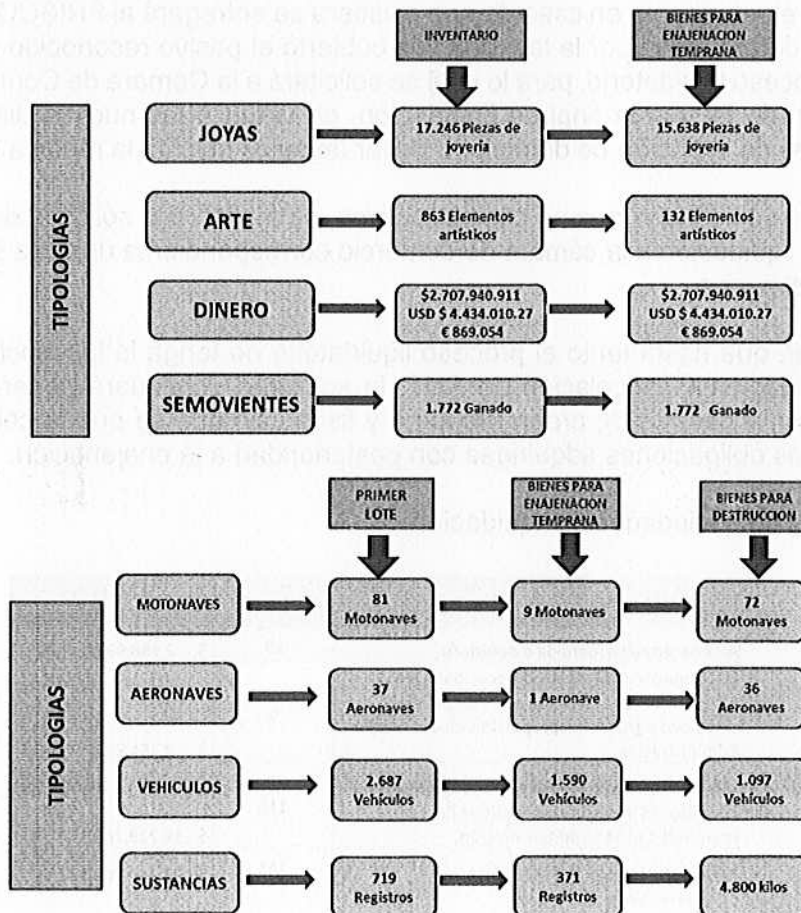 INVENTARIO
BIENES PARA
ENAJENACION
TEMPRANA
TIPOLOGIAS
JOYAS
17.246 Piezas de
joyería
15.638 Piezas de
joyería
ARTE
863 Elementos
artísticos
132 Elementos
artísticos
DINERO
$2.707.940.911
USD $ 4.434.010.27
€ 869.054
$2.707.940.911
USD $ 4.434.010.27
€ 869.054
SEMOVIENTES
1.772 Ganado
1.772 Ganado
PRIMER
LOTE
BIENES PARA
ENAJENACION
TEMPRANA
BIENES PARA
DESTRUCCION
TIPOLOGIAS
MOTONAVES
81
Motonaves
9 Motonaves
72
Motonaves
AERONAVES
37
Aeronaves
1 Aeronave
36
Aeronaves
VEHICULOS
2.687
Vehículos
1.590
Vehículos
1.097
Vehículos
SUSTANCIAS
719
Registros
371
Registros
4.800 kilos